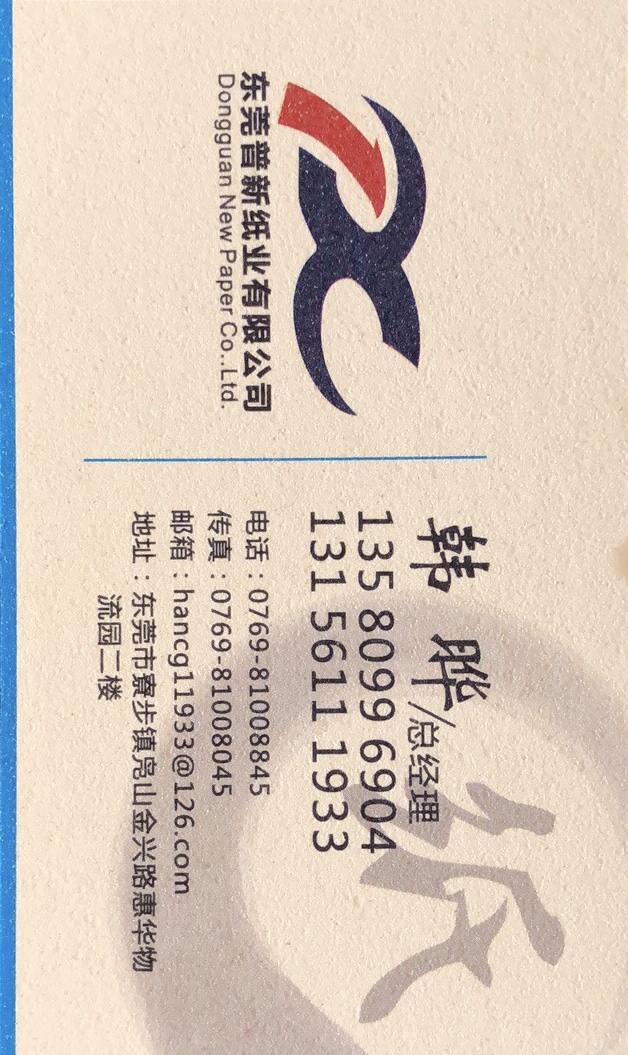 东莞普新纸业有限公司
Dongguan New Paper Co.,Ltd.
韩晔/总经理
135 8099 6904
131 5611 1933
电话：0769-81008845
传真：0769-81008045
邮箱：hancg11933@126.com
地址：东莞市寮步镇凫山金兴路惠华物
流园二楼
纸